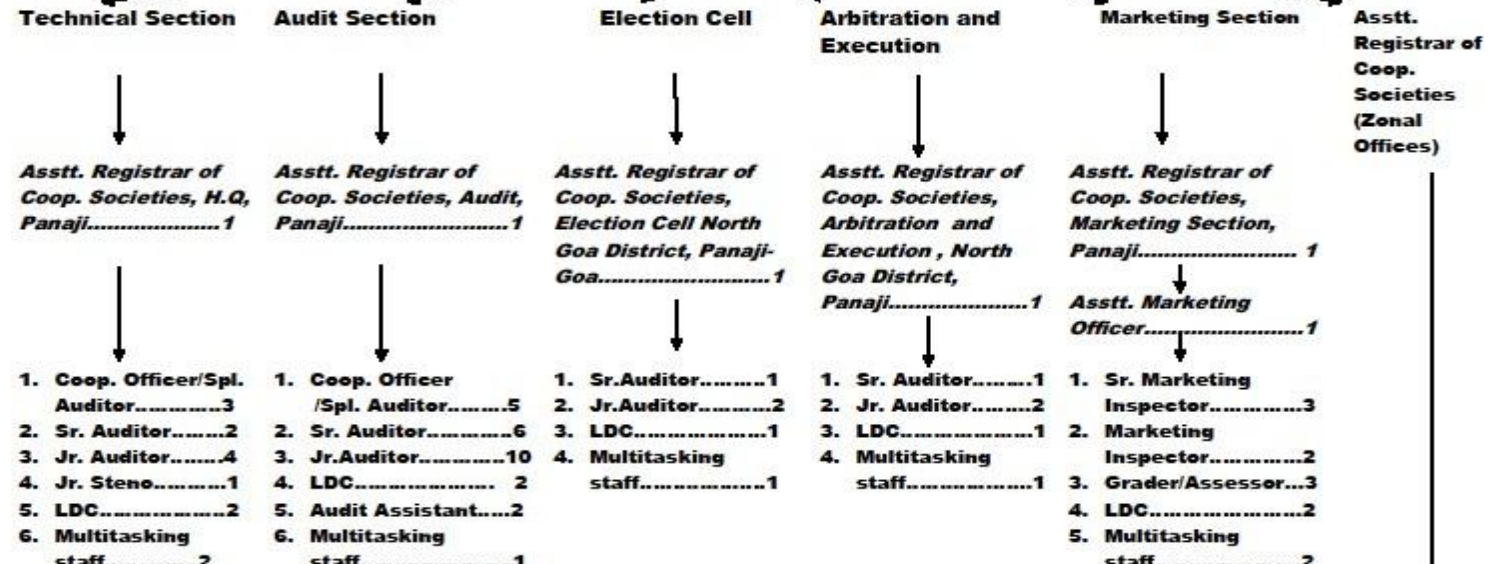 Technical Section
Asstt. Registrar of
Coop. Societies, H.Q,
Panaji....................1
1. Coop. Officer/Spl.
Auditor............3
2. Sr. Auditor........2
3. Jr. Auditor........4
4. Jr. Steno...........1
5. LDC...................2
6. Multitasking
staff..............2
Audit Section
Asstt. Registrar of
Coop. Societies, Audit,
Panaji.........................1
1. Coop. Officer
/Spl. Auditor.........5
2. Sr. Auditor.............6
3. Jr.Auditor.............10
4. LDC..................... 2
5. Audit Assistant.....2
6. Multitasking
staff.......................1
Election Cell
Asstt. Registrar of
Coop. Societies,
Election Cell North
Goa District, Panaji-
Goa..........................1
1. Sr.Auditor..........1
2. Jr.Auditor..........2
3. LDC....................1
4. Multitasking
staff...................1
Arbitration and
Execution
Asstt. Registrar of
Coop. Societies,
Arbitration and
Execution , North
Goa District,
Panaji.....................1
1. Sr. Auditor.........1
2. Jr. Auditor.........2
3. LDC....................1
4. Multitasking
staff...................1
Marketing Section
Asstt. Registrar of
Coop. Societies,
Marketing Section,
Panaji........................ 1
Asstt. Marketing
Officer........................1
1. Sr. Marketing
Inspector..............3
2. Marketing
Inspector..............2
3. Grader/Assessor...3
4. LDC.......................2
5. Multitasking
staff......................2
Asstt.
Registrar of
Coop.
Societies
(Zonal
Offices)